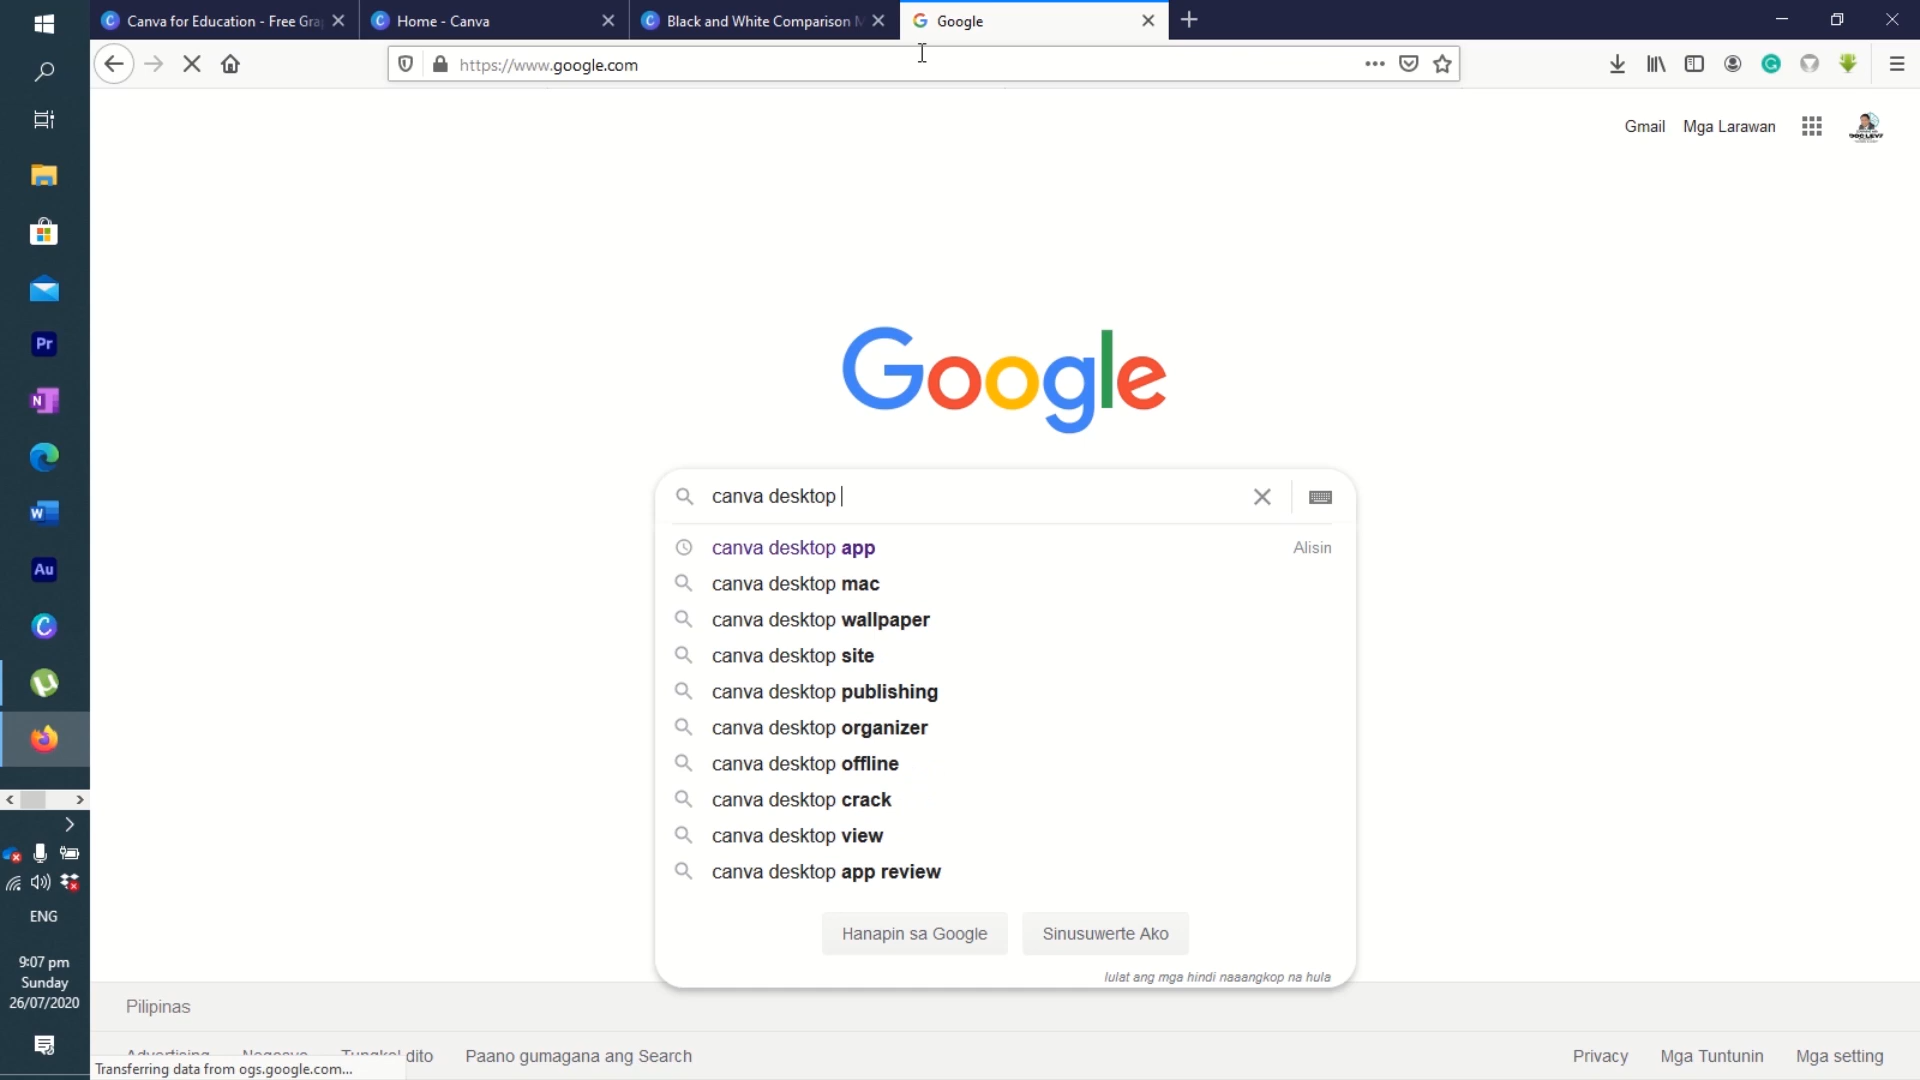 Canva for Education - Free Gra
Home - Canva
Black and White Comparison M
Google
https://www.google.com
Gmail
Mga Larawan
Google
canva desktop
canva desktop app
Alisin
canva desktop mac
canva desktop wallpaper
canva desktop site
canva desktop publishing
canva desktop organizer
canva desktop offline
canva desktop crack
canva desktop view
canva desktop app review
Hanapin sa Google
Sinusuwerte Ako
Iulat ang mga hindi naaangkop na hula
Pr
N
W
Au
ENG
9:07 pm
Sunday
26/07/2020
Pilipinas
Advertising
Negosyo
Tungkol dito
Paano gumagana ang Search
Privacy
Mga Tuntunin
Mga setting
Transferring data from ogs.google.com...